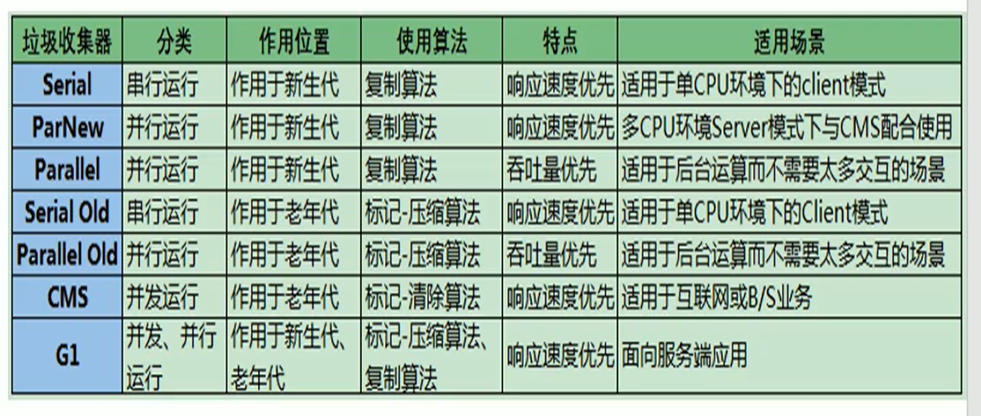 垃圾收集器 分类 作用位置 使用算法 特点 适用场景
Serial 串行运行 作用于新生代 复制算法 响应速度优先 适用于单CPU环境下的client模式
ParNew 并行运行 作用于新生代 复制算法 响应速度优先 多CPU环境Server模式下与CMS配合使用
Parallel 并行运行 作用于新生代 复制算法 吞吐量优先 适用于后台运算而不需要太多交互的场景
Serial Old 串行运行 作用于老年代 标记-压缩算法 响应速度优先 适用于单CPU环境下的Client模式
Parallel Old 并行运行 作用于老年代 标记-压缩算法 吞吐量优先 适用于后台运算而不需要太多交互的场景
CMS 并发运行 作用于老年代 标记-清除算法 响应速度优先 适用于互联网或B/S业务
G1 并发、并行运行 作用于新生代、老年代 标记-压缩算法、复制算法 响应速度优先 面向服务端应用